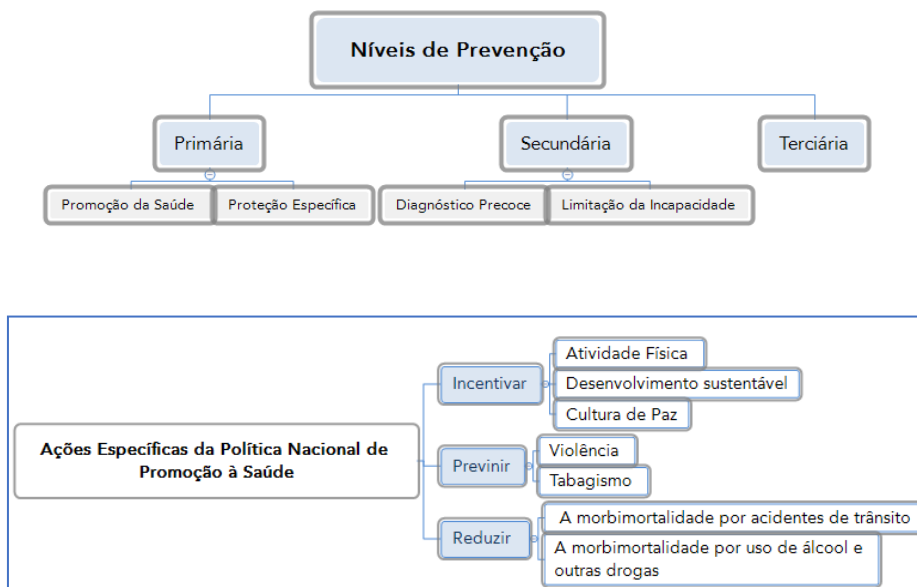 Níveis de Prevenção
Primária
Secundária
Terciária
Promoção da Saúde
Proteção Específica
Diagnóstico Precoce
Limitação da Incapacidade
Ações Específicas da Política Nacional de
Promoção à Saúde
Incentivar
Atividade Física
Desenvolvimento sustentável
Cultura de Paz
Previnir
Violência
Tabagismo
Reduzir
A morbimortalidade por acidentes de trânsito
A morbimortalidade por uso de álcool e
outras drogas